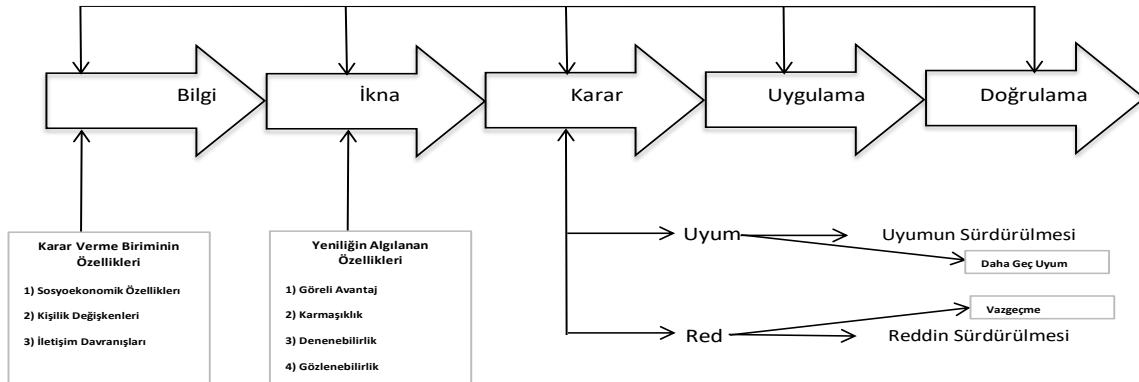 Bilgi
İkna
Karar
Uygulama
Doğrulama
Karar Verme Biriminin
Özellikleri
1) Sosyoekonomik Özelliklerı
2) Kişilik Değişkenleri
3) İletişim Davranışları
Yeniliğin Algılanan
Özellikleri
1) Göreli Avantaj
2) Karmaşıklık
3) Denenebilirlik
4) Gözlenebilirlik
Uyum
Uyumun Sürdürülmesi
Daha Geç Uyum
Vazgeçme
Red
Reddin Sürdürülmesi